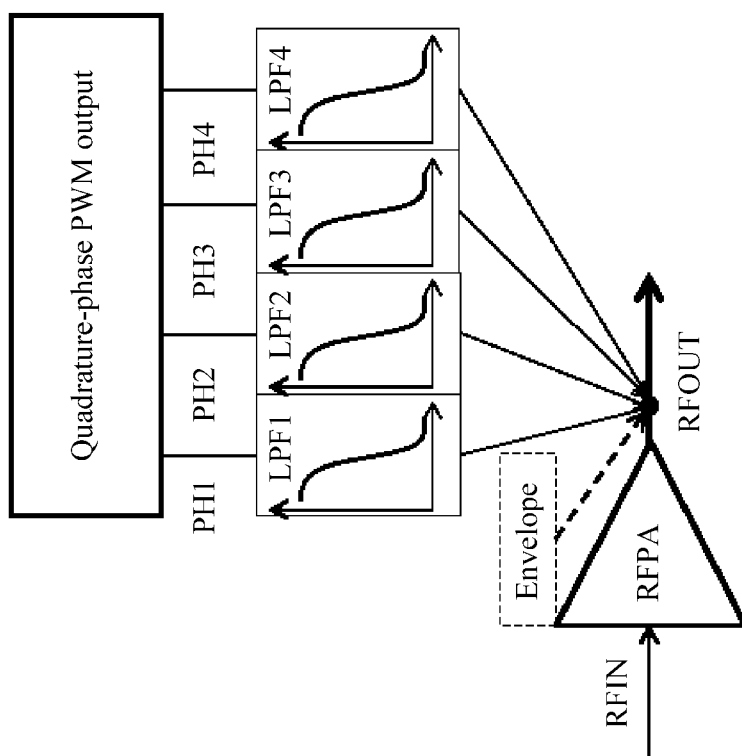 Quadrature-phase PWM output
PH1
PH2
PH3
PH4
LPF1
LPF2
LPF3
LPF4
Envelope
RFIN
RFPA
RFOUT